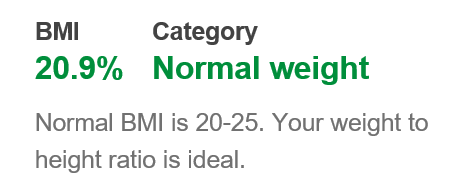 BMI Category
20.9% Normal weight
Normal BMI is 20-25. Your weight to
height ratio is ideal.